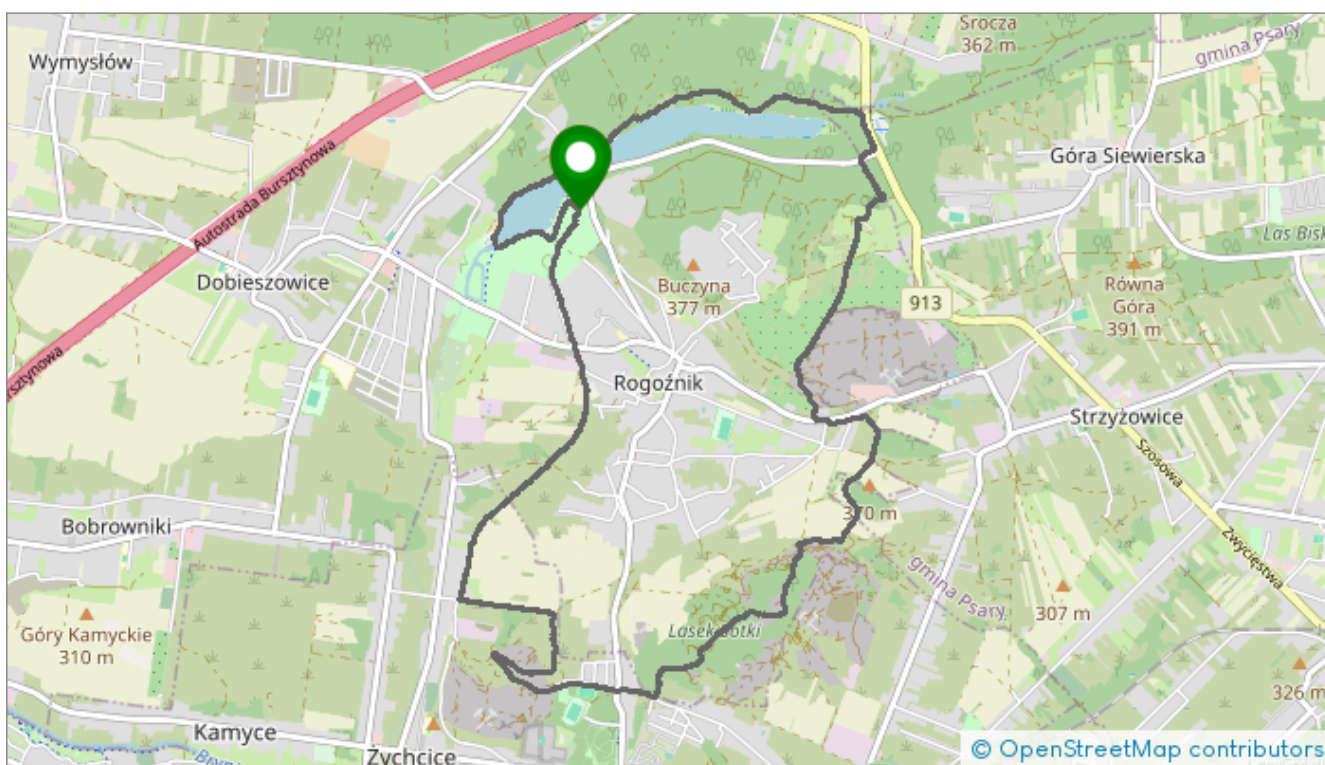 Srocza
362 m
gmina Psary
Wymysłów
Góra Siewierska
Autostrada Bursztynowa
Las Bisk
Dobieszowice
Buczyna
377 m
Równa
Góra
391 m
913
rsztynowa
Rogoźnik
Strzyżowice
Szosowa
370 m
Bobrowniki
Zwycięstwa
gmina Psary
307 m
Góry Kamyckie
310 m
Lasek Sotki
326 m
Kamyce
Żychcice
© OpenStreetMap contributors